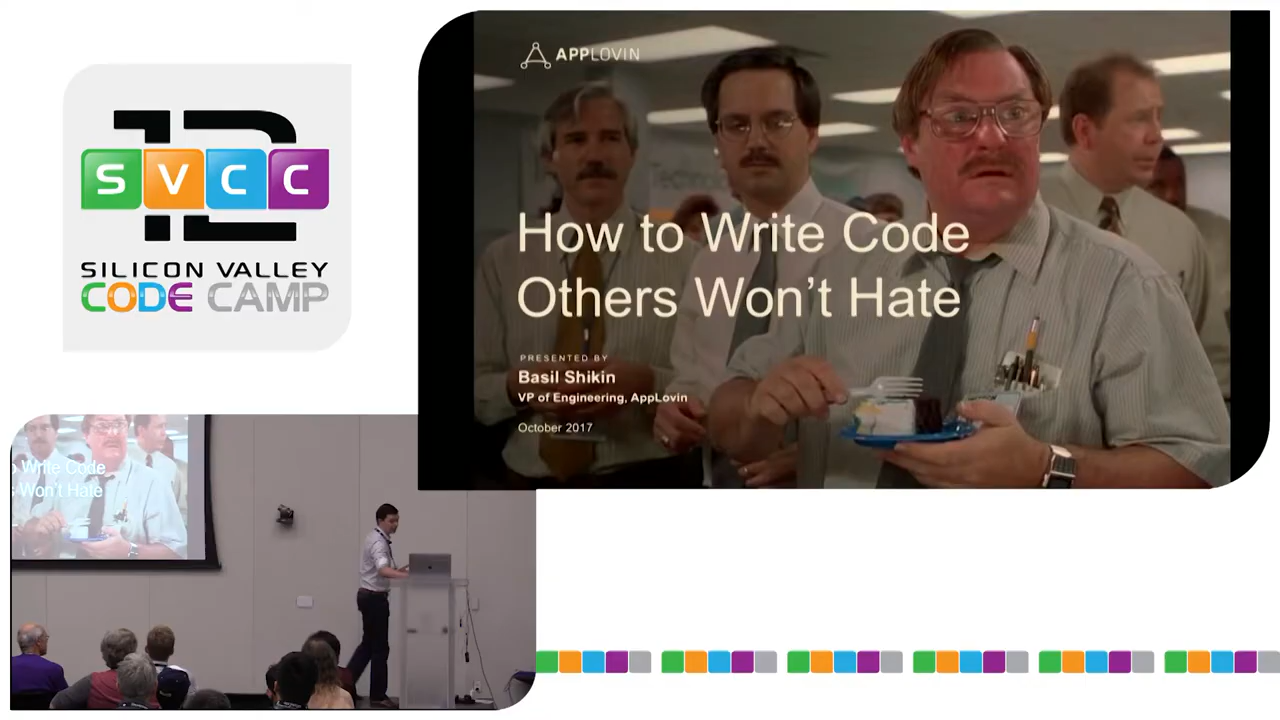 12
SVCC
SILICON VALLEY
CODE CAMP
APPLOVIN
How to Write Code
Others Won't Hate
PRESENTED BY
Basil Shikin
VP of Engineering, AppLovin
October 2017
Write Code
s Won't Hate